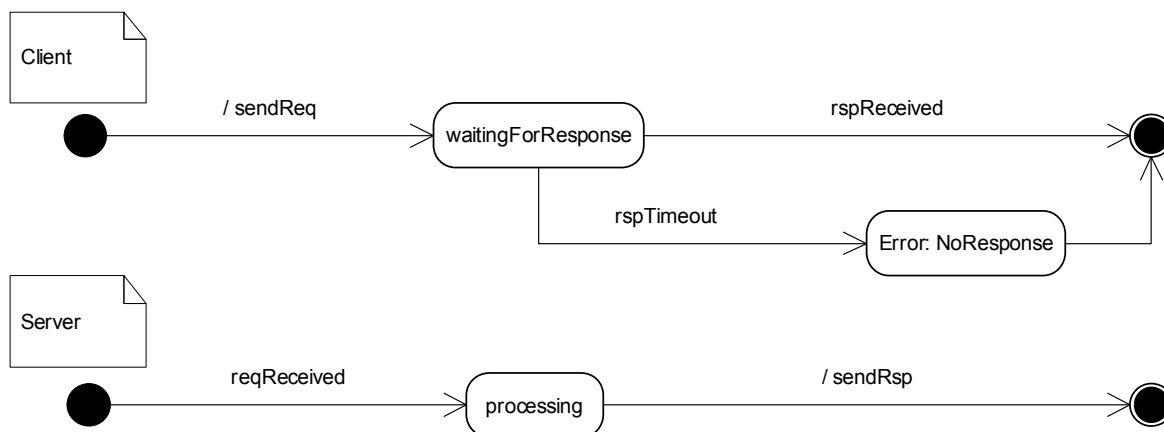 Client
/ sendReq
rspReceived
waitingForResponse
rspTimeout
Error: NoResponse
Server
reqReceived
/ sendRsp
processing